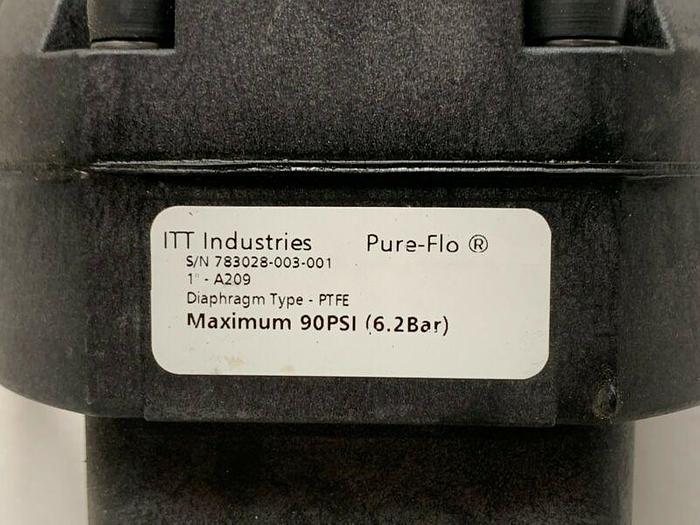 ITT Industries Pure-Flo ®
S/N 783028-003-001
1" - A209
Diaphragm Type - PTFE
Maximum 90PSI (6.2Bar)